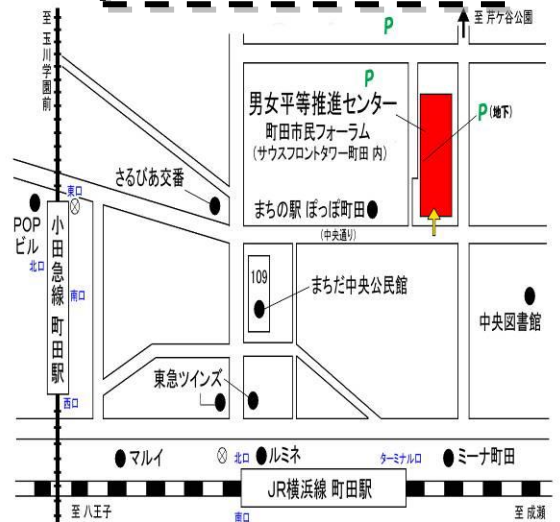 至玉川学園前
P
至 芹ケ谷公園
P
男女平等推進センター
町田市民フォーラム
(サウスフロントタワー町田 内)
P(地下)
さるびあ交番
まちの駅 ぽっぽ町田
(中央通り)
東口
POP
ビル
北口
小田急線 町田駅
南口
西口
109
まちだ中央公民館
中央図書館
東急ツインズ
マルイ
北口
ルミネ
ターミナル口
ミーナ町田
JR横浜線 町田駅
至 八王子
南口
至 成瀬